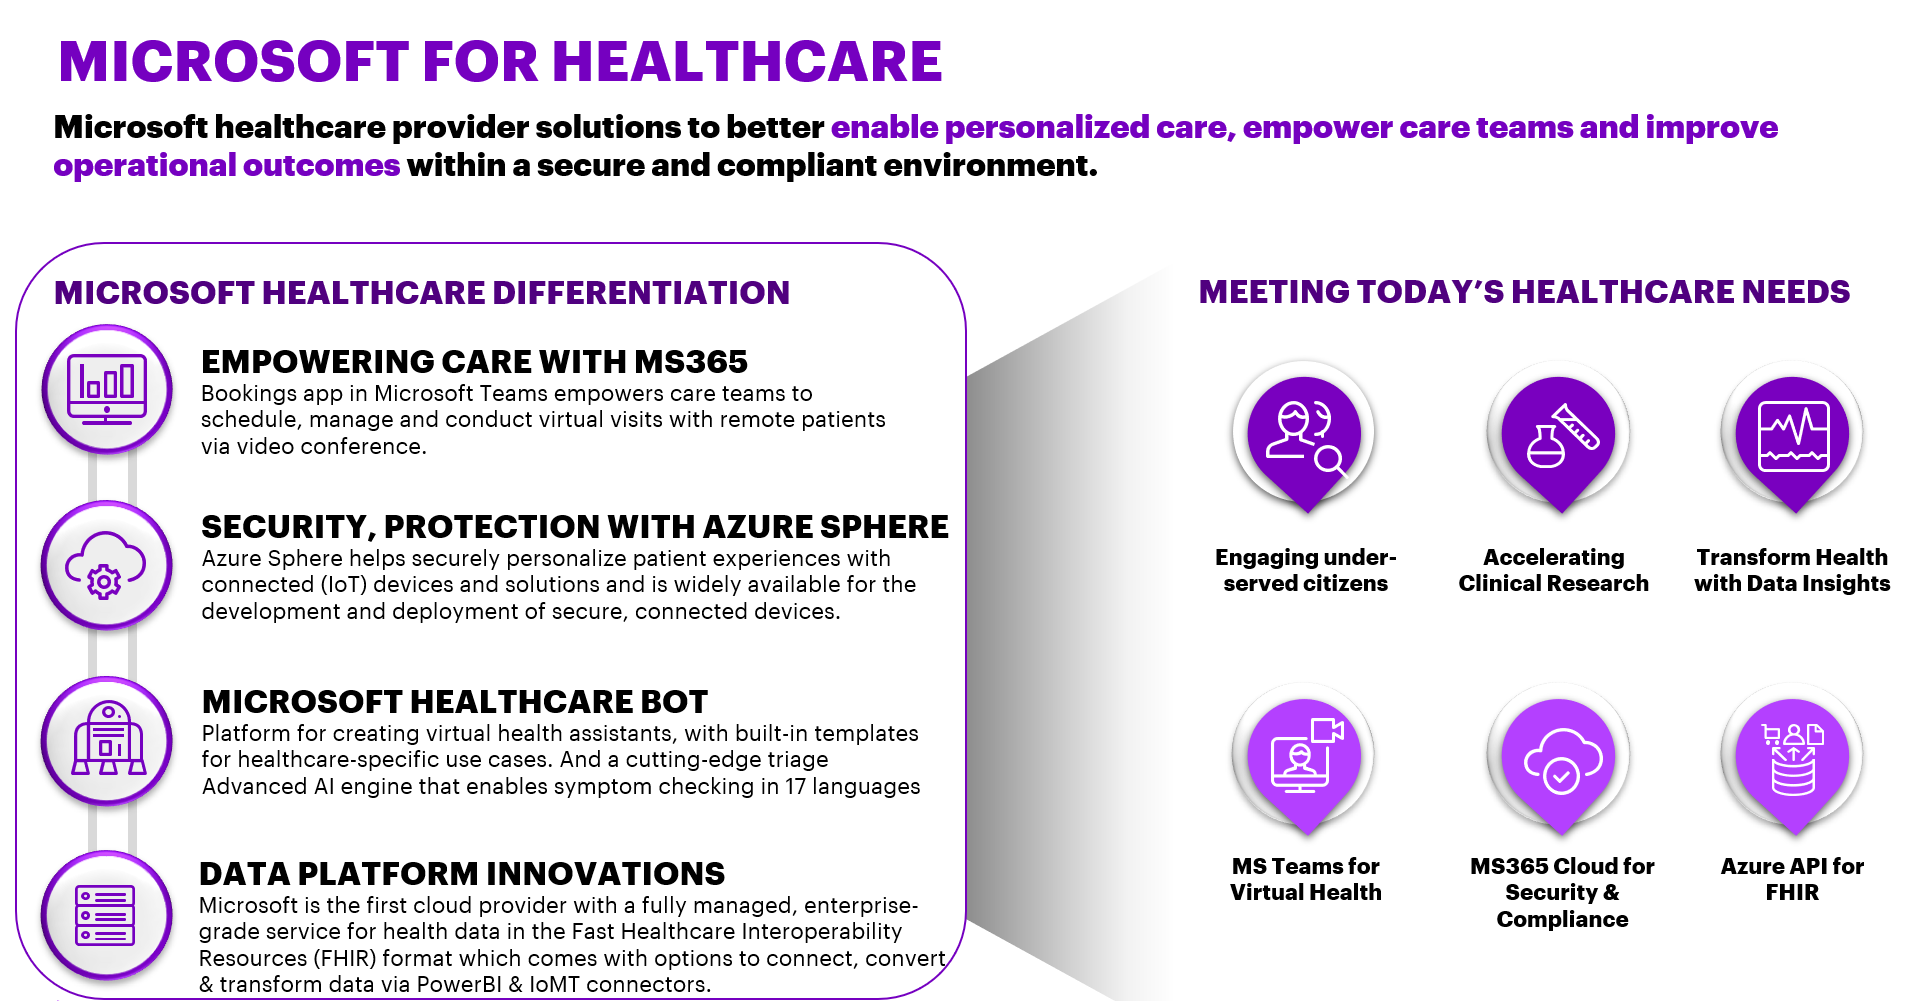 MICROSOFT FOR HEALTHCARE
Microsoft healthcare provider solutions to better enable personalized care, empower care teams and improve
operational outcomes within a secure and compliant environment.
MICROSOFT HEALTHCARE DIFFERENTIATION
EMPOWERING CARE WITH MS365
Bookings app in Microsoft Teams empowers care teams to
schedule, manage and conduct virtual visits with remote patients
via video conference.
SECURITY, PROTECTION WITH AZURE SPHERE
Azure Sphere helps securely personalize patient experiences with
connected (IoT) devices and solutions and is widely available for the
development and deployment of secure, connected devices.
MICROSOFT HEALTHCARE BOT
Platform for creating virtual health assistants, with built-in templates
for healthcare-specific use cases. And a cutting-edge triage
Advanced AI engine that enables symptom checking in 17 languages
DATA PLATFORM INNOVATIONS
Microsoft is the first cloud provider with a fully managed, enterprise-
grade service for health data in the Fast Healthcare Interoperability
Resources (FHIR) format which comes with options to connect, convert
& transform data via PowerBI & IoMT connectors.
MEETING TODAY’S HEALTHCARE NEEDS
Engaging under-
served citizens
Accelerating
Clinical Research
Transform Health
with Data Insights
MS Teams for
Virtual Health
MS365 Cloud for
Security &
Compliance
Azure API for
FHIR